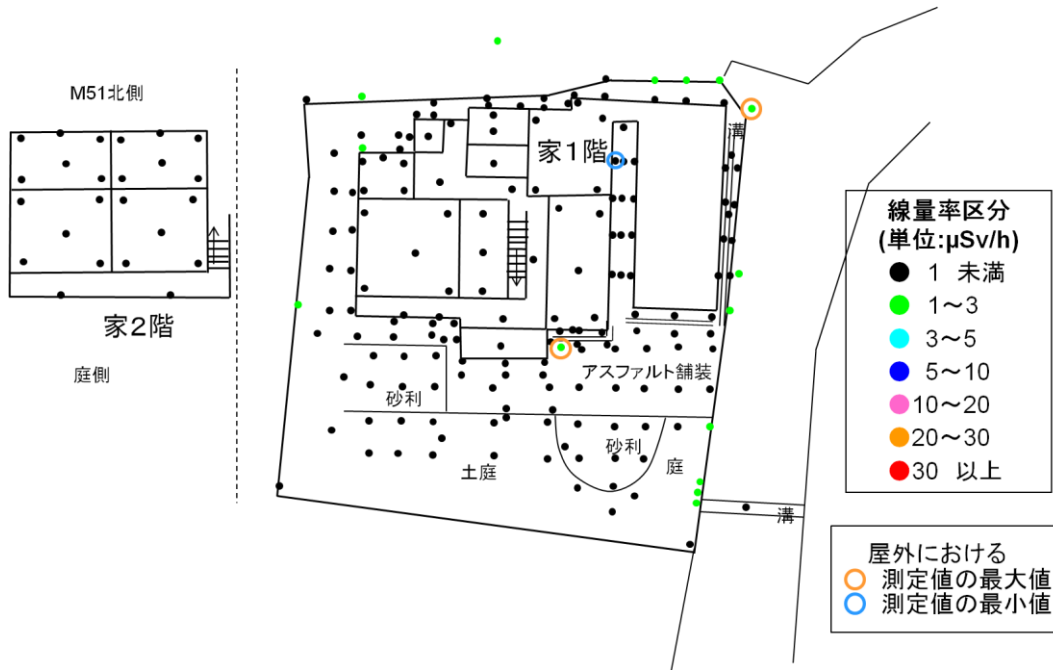 M51北側
家2階
庭側
家1階
溝
アスファルト舗装
砂利
砂利
土庭
庭
溝
線量率区分
(単位:μSv/h)
1 未満
1~3
3~5
5~10
10~20
20~30
30 以上
屋外における
測定値の最大値
測定値の最小値